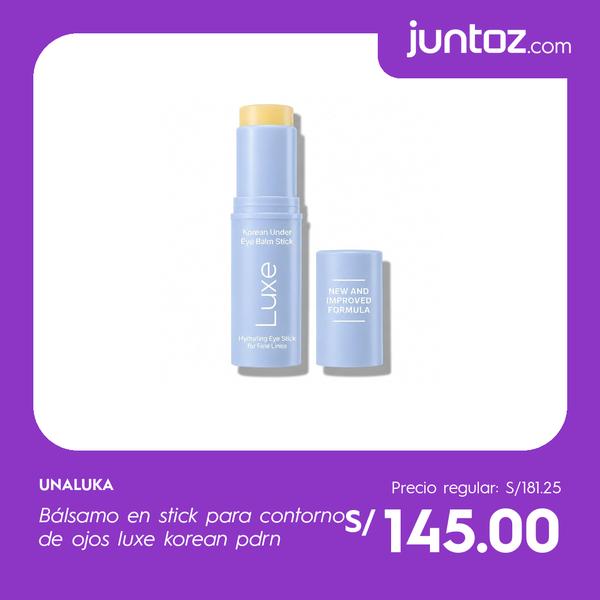 juntoz.com
Korean Under
Eye Balm Stick
Luxe
Hydrating Eye Stick
for Fine Lines
NEW AND
IMPROVED
FORMULA
UNALUKA
Bálsamo en stick para contorno
de ojos luxe korean pdrn
Precio regular: S/181.25
S/ 145.00